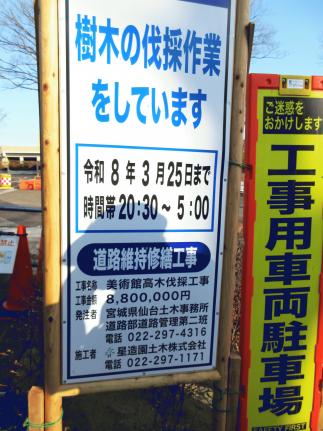 樹木の伐採作業
をしています
令和 8 年 3 月 25日まで
時間帯 20:30 ~ 5:00
道路維持修繕工事
工事名称 美術館高木伐採工事
工事金額 8,800,000円
発注者 宮城県仙台土木事務所
道路部道路管理第二班
電話 022-297-4316
施工者 星造園土木株式会社
電話 022-297-1171
ご迷惑を
おかけします
工事用車両駐車場
SAFETY FIRST